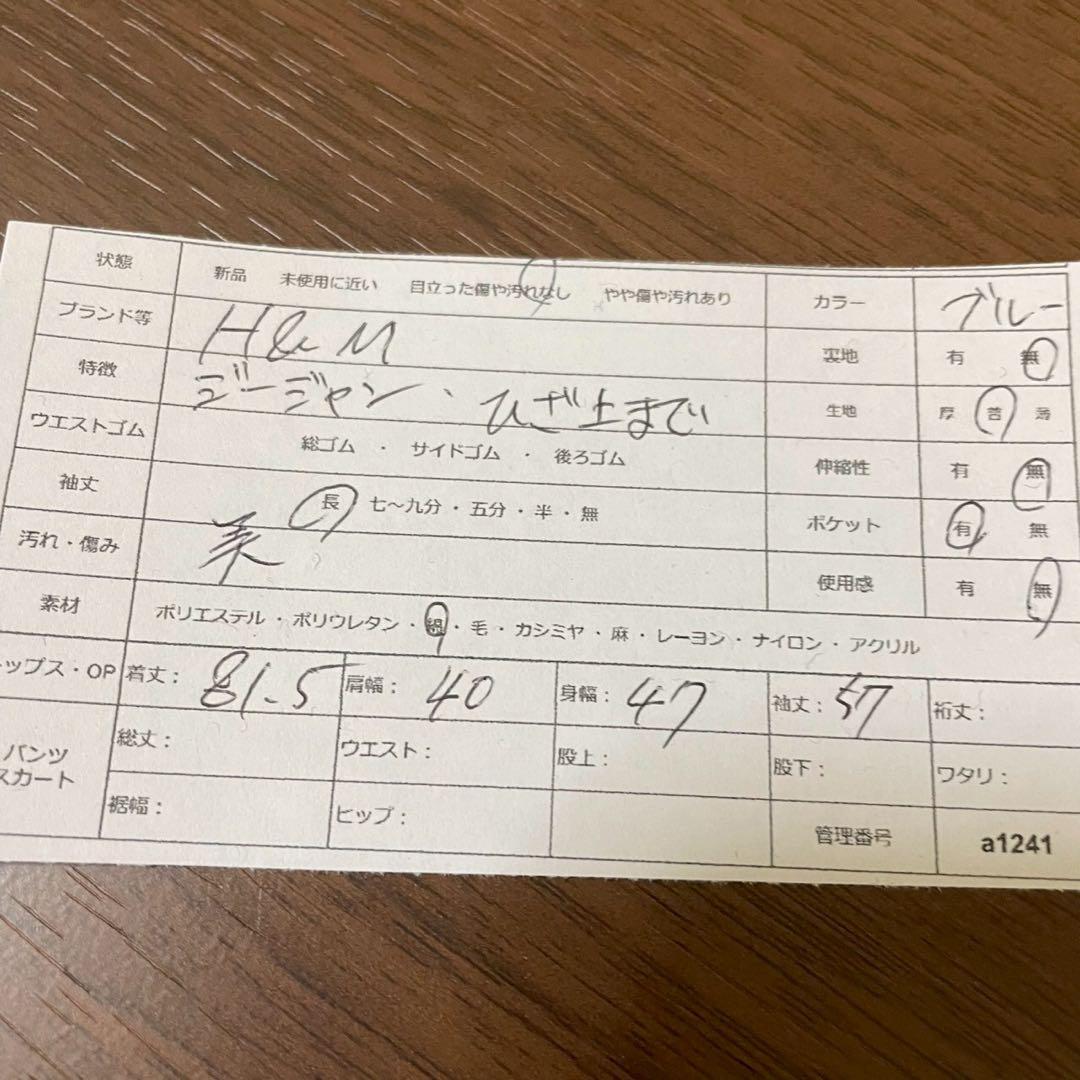 状態 新品 未使用に近い 目立った傷や汚れなし やや傷や汚れあり カラー ブルー
ブランド等 H&M 裏地 有 無
特徴 ジージャン・ひざ上まで 生地 厚 普 薄
ウエストゴム 総ゴム ・ サイドゴム ・ 後ろゴム 伸縮性 有 無
袖丈 長 七～九分・五分・半・無 ポケット 有 無
汚れ・傷み 使用感 有 無
素材 ポリエステル・ポリウレタン・綿・毛・カシミヤ・麻・レーヨン・ナイロン・アクリル
ップス・OP 着丈: 81.5 肩幅: 40 身幅: 47 袖丈: 57 裄丈:
パンツ 総丈: ウエスト: 股上: 股下: ワタリ:
スカート 裾幅: ヒップ: 管理番号 a1241